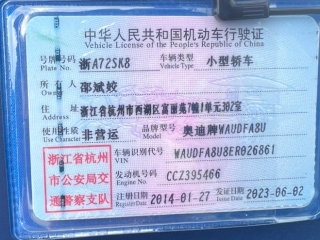 中华人民共和国机动车行驶证
Vehicle License of the People's Republic of China
号牌号码 浙A72SK8 车辆类型 小型轿车
Plate No. Vehicle Type
所有人 邵斌姣
Owner
住址 浙江省杭州市西湖区富丽苑7幢1单元302室
Address
使用性质 非营运 品牌型号 奥迪牌WAUDFA8U
Use Character Model
浙江省杭州市公安局交通警察支队
车辆识别代号 WAUDFA8U8ER026861
VIN
发动机号码 CCZ395466
Engine No.
注册日期 2014-01-27 发证日期 2023-06-02
Register Date Issue Date